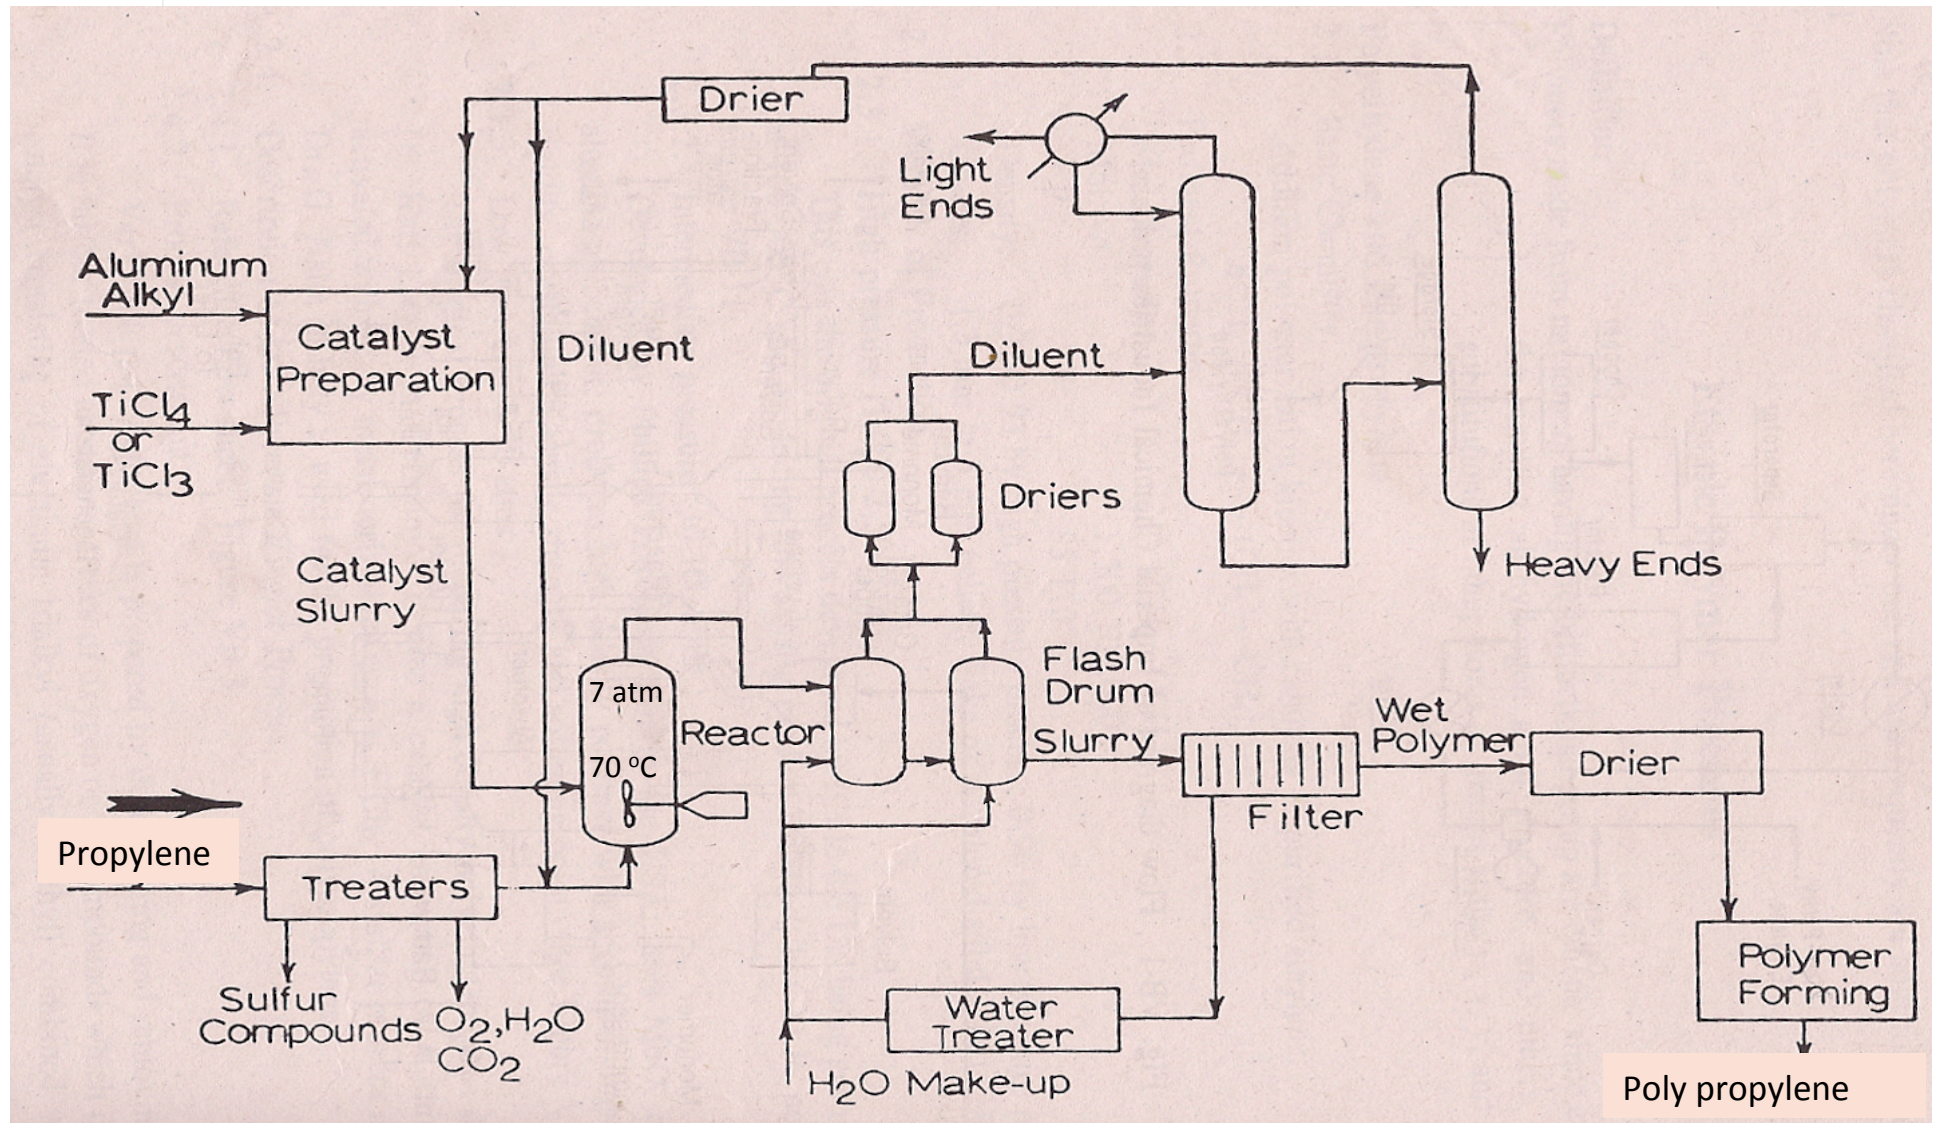 Drier
Light
Ends
Aluminum
Alkyl
Catalyst
Preparation
TiCl4
or
TiCl3
Diluent
Diluent
Driers
Heavy Ends
Catalyst
Slurry
7 atm
70 °C
Reactor
Flash
Drum
Slurry
Wet
Polymer
Filter
Drier
Propylene
Treaters
Sulfur
Compounds
O2,H2O
CO2
Water
Treater
H2O Make-up
Polymer
Forming
Poly propylene